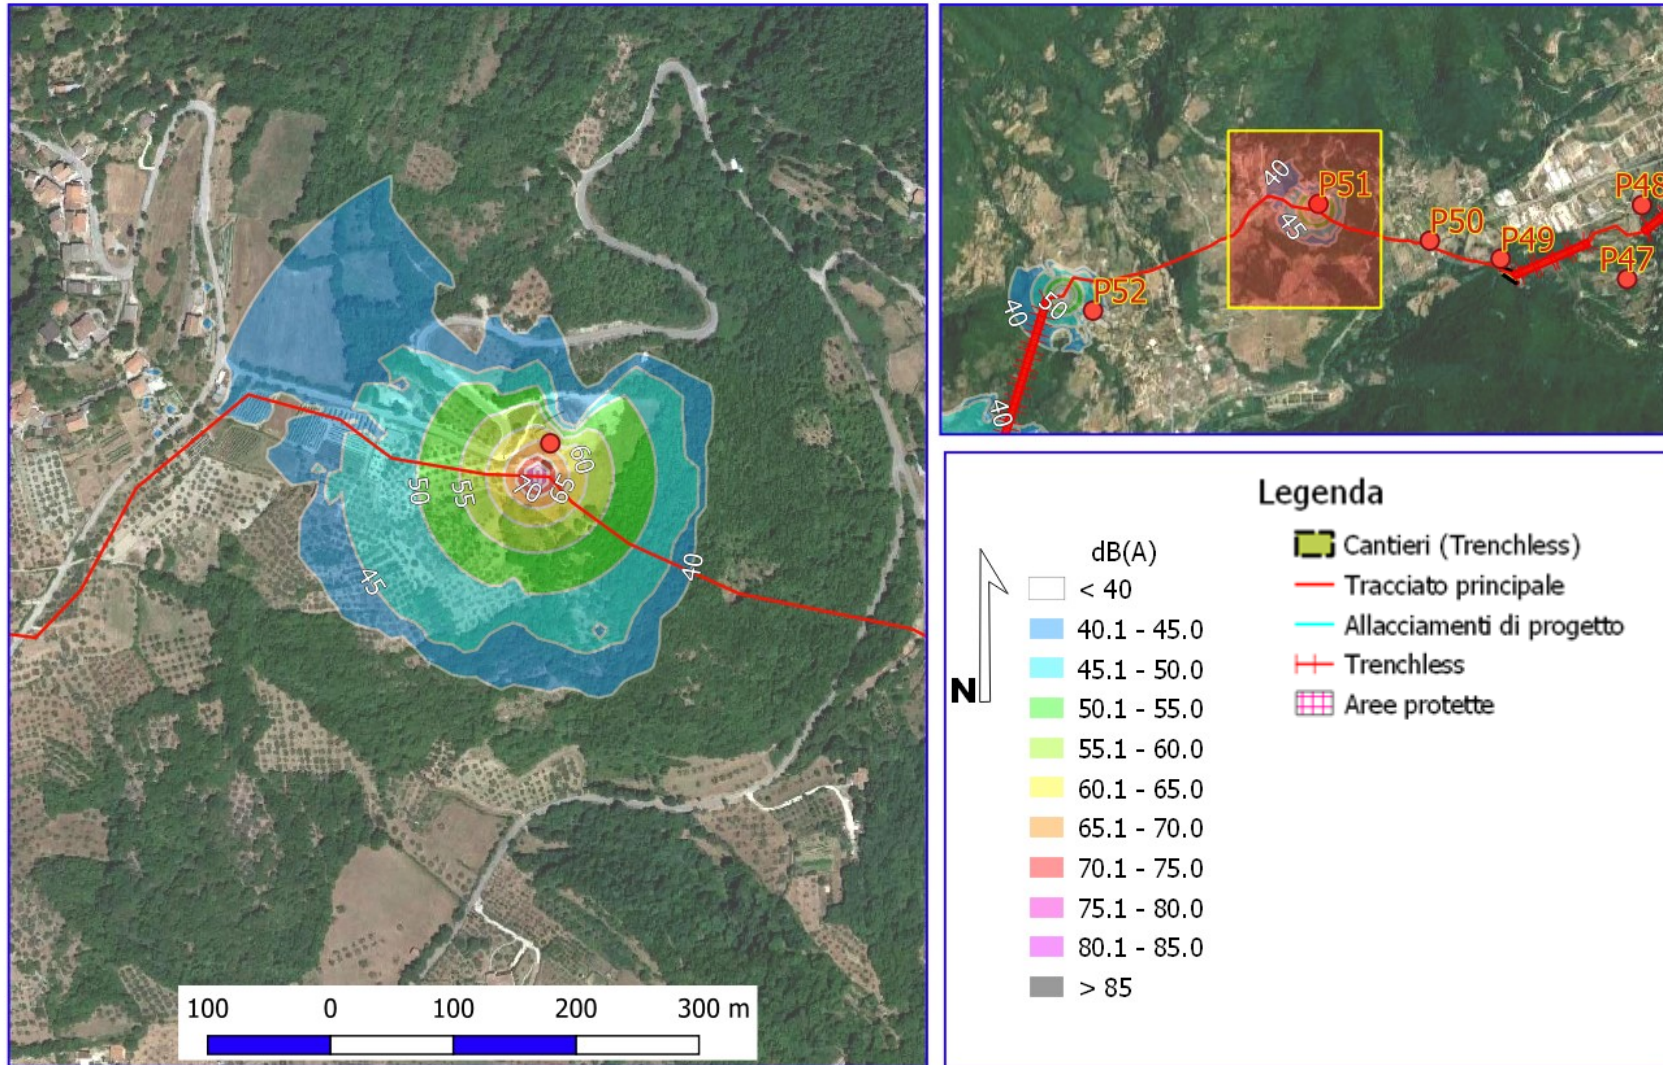 40
45
50
55
60
65
70
45
40
100 0 100 200 300 m
40
45
P51
P50
P49
P48
P47
P52
40
50
40
Legenda
N
dB(A)
< 40
40.1 - 45.0
45.1 - 50.0
50.1 - 55.0
55.1 - 60.0
60.1 - 65.0
65.1 - 70.0
70.1 - 75.0
75.1 - 80.0
80.1 - 85.0
> 85
Cantieri (Trenchless)
Tracciato principale
Allacciamenti di progetto
Trenchless
Aree protette